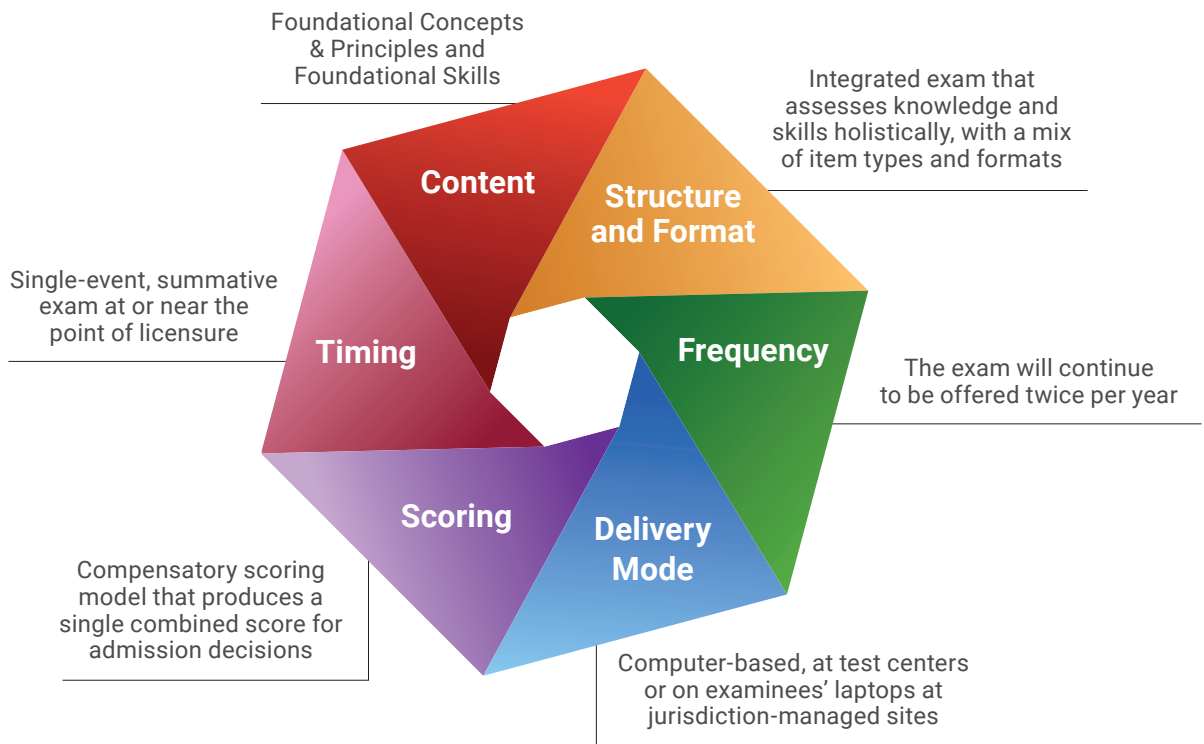 Foundational Concepts
& Principles and
Foundational Skills
Content
Integrated exam that
assesses knowledge and
skills holistically, with a mix
of item types and formats
Structure
and Format
Single-event, summative
exam at or near the
point of licensure
Timing
Frequency
The exam will continue
to be offered twice per year
Scoring
Compensatory scoring
model that produces a
single combined score for
admission decisions
Delivery
Mode
Computer-based, at test centers
or on examinees’ laptops at
jurisdiction-managed sites